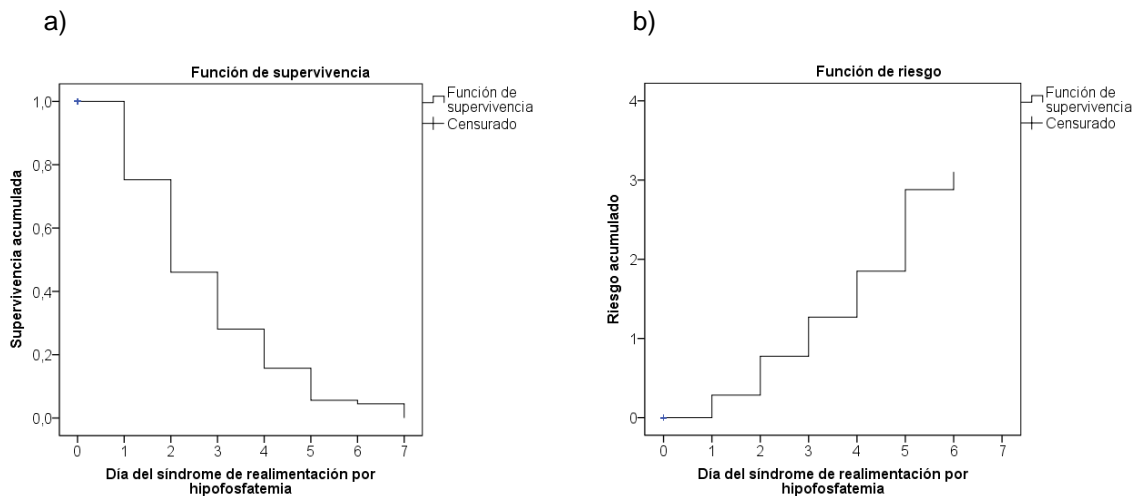 a)
Función de supervivencia
Función de
supervivencia
Censurado
1,0
0,8
0,6
0,4
0,2
0,0
Supervivencia acumulada
0 1 2 3 4 5 6 7
Día del síndrome de realimentación por
hipofosfatemia
b)
Función de riesgo
Función de
supervivencia
Censurado
4
3
2
1
0
Riesgo acumulado
0 1 2 3 4 5 6 7
Día del síndrome de realimentación por
hipofosfatemia